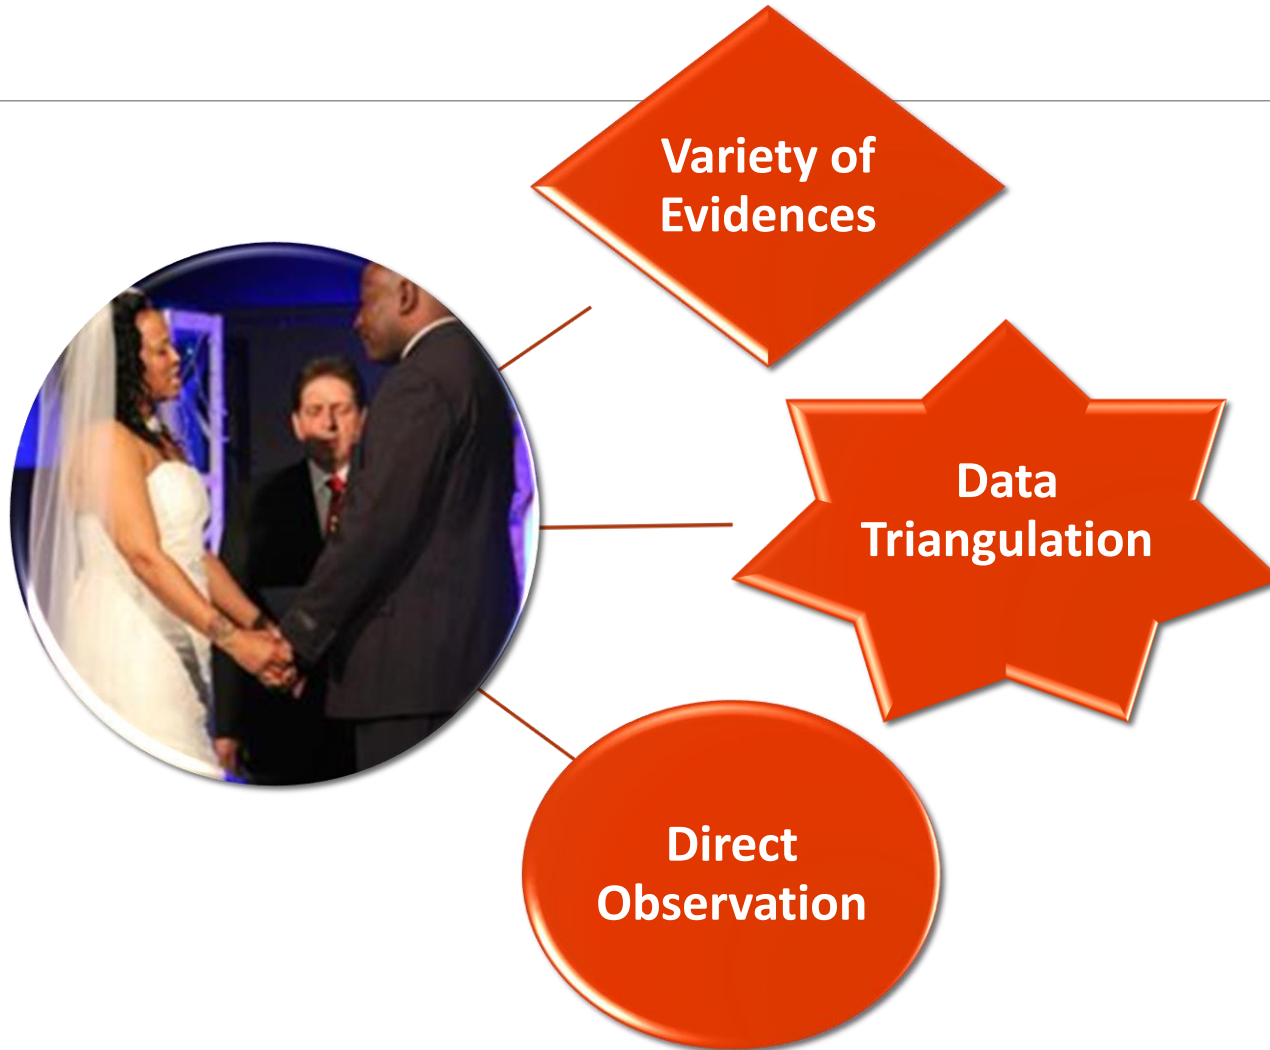 Variety of
Evidences
Data
Triangulation
Direct
Observation